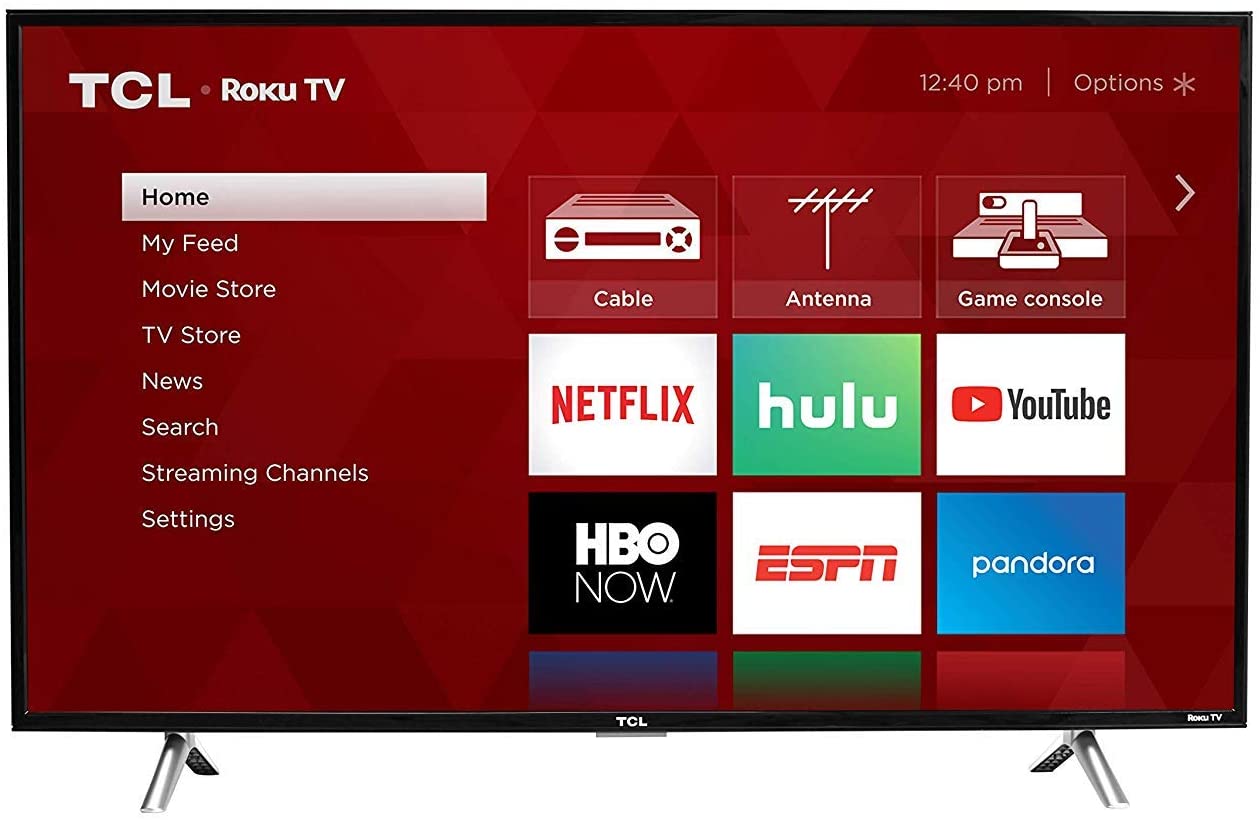 TCL • Roku TV
12:40 pm | Options
Home
My Feed
Movie Store
TV Store
News
Search
Streaming Channels
Settings
Cable
Antenna
Game console
NETFLIX
hulu
YouTube
HBO
NOW
ESPN
pandora
TCL
Roku TV